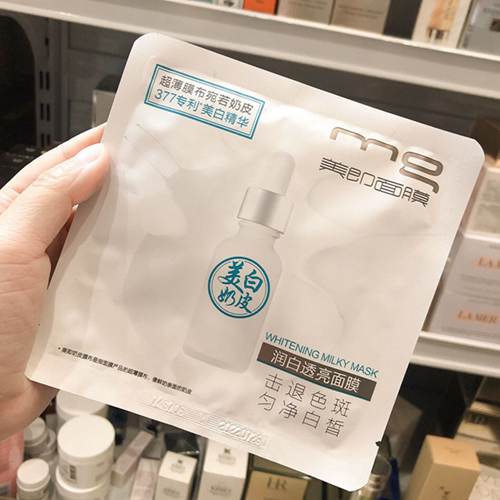 超薄膜布宛若奶皮
377专利*美白精华
mg
美即面膜
美白
奶皮
WHITENING MILKY MASK
润白透亮面膜
击退色斑
匀净白皙
LA MER